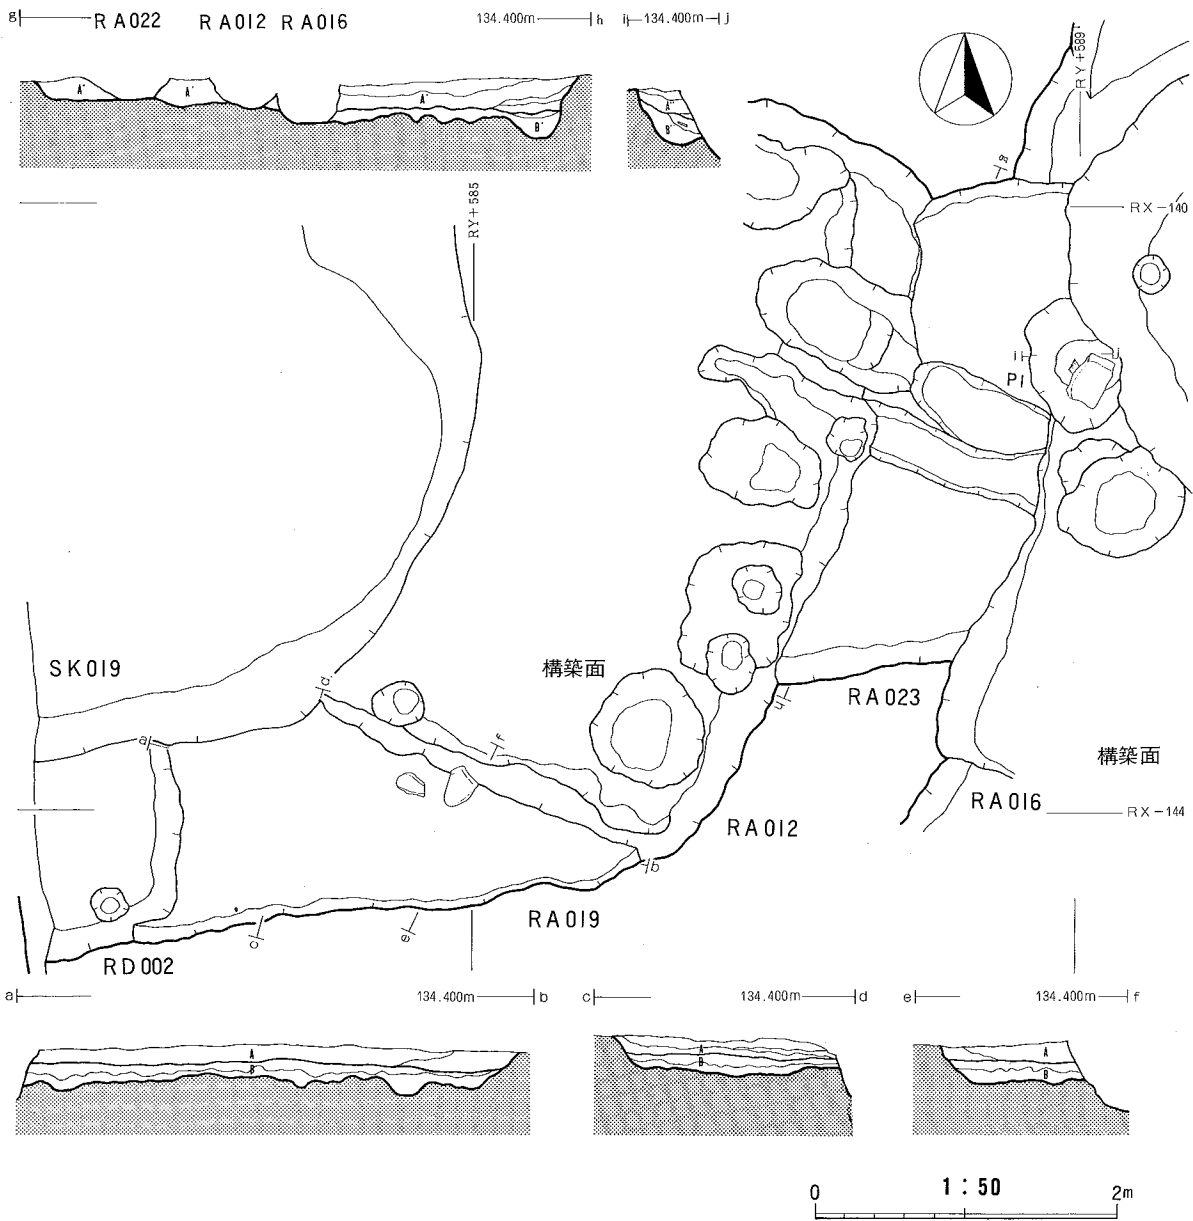 g 134.400m h
RA022 RA012 RA016
i 134.400m j
A' A' A' B'
A' B'
RY+589
g
RX-140
RY+585
i j
P1
SK019
d
構築面
a
f
h
RA023
構築面
RA016
RX-144
RA012
b
RA019
c
e
RD002
a 134.400m b
c 134.400m d
e 134.400m f
A
B
A
B
A
B
0 1:50 2m